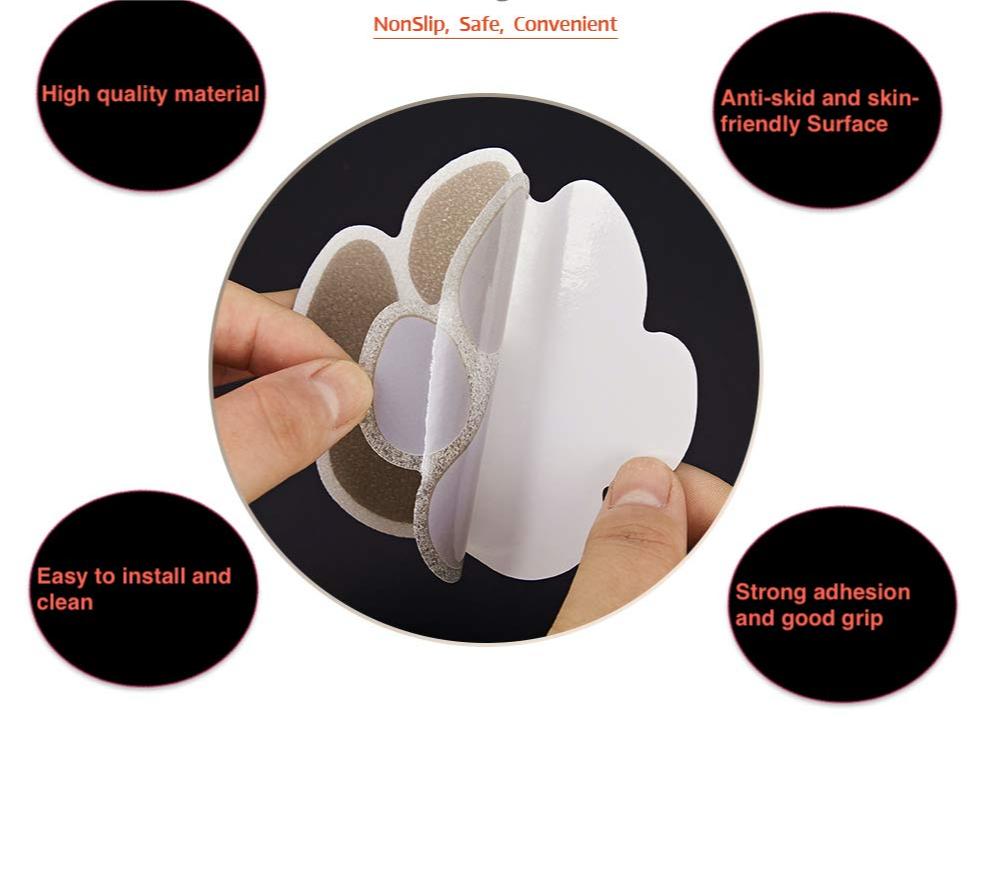 NonSlip, Safe, Convenient
High quality material
Anti-skid and skin-
friendly Surface
Easy to install and
clean
Strong adhesion
and good grip